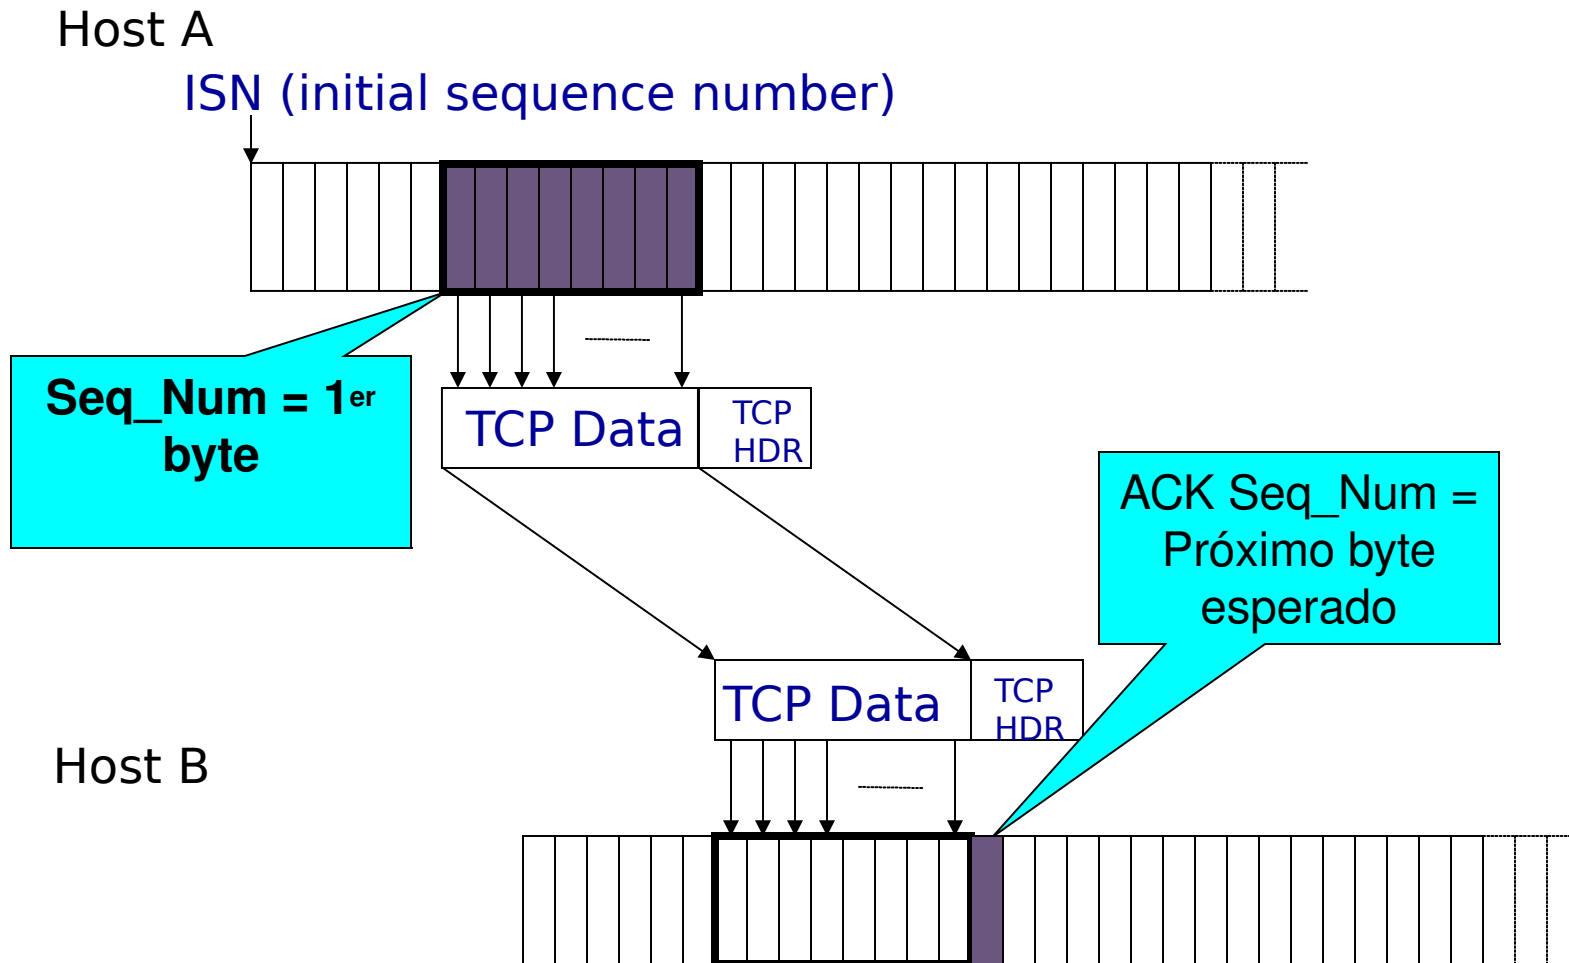 Host A
ISN (initial sequence number)
Seq_Num = 1er
byte
TCP Data
TCP
HDR
ACK Seq_Num =
Próximo byte
esperado
TCP Data
TCP
HDR
Host B